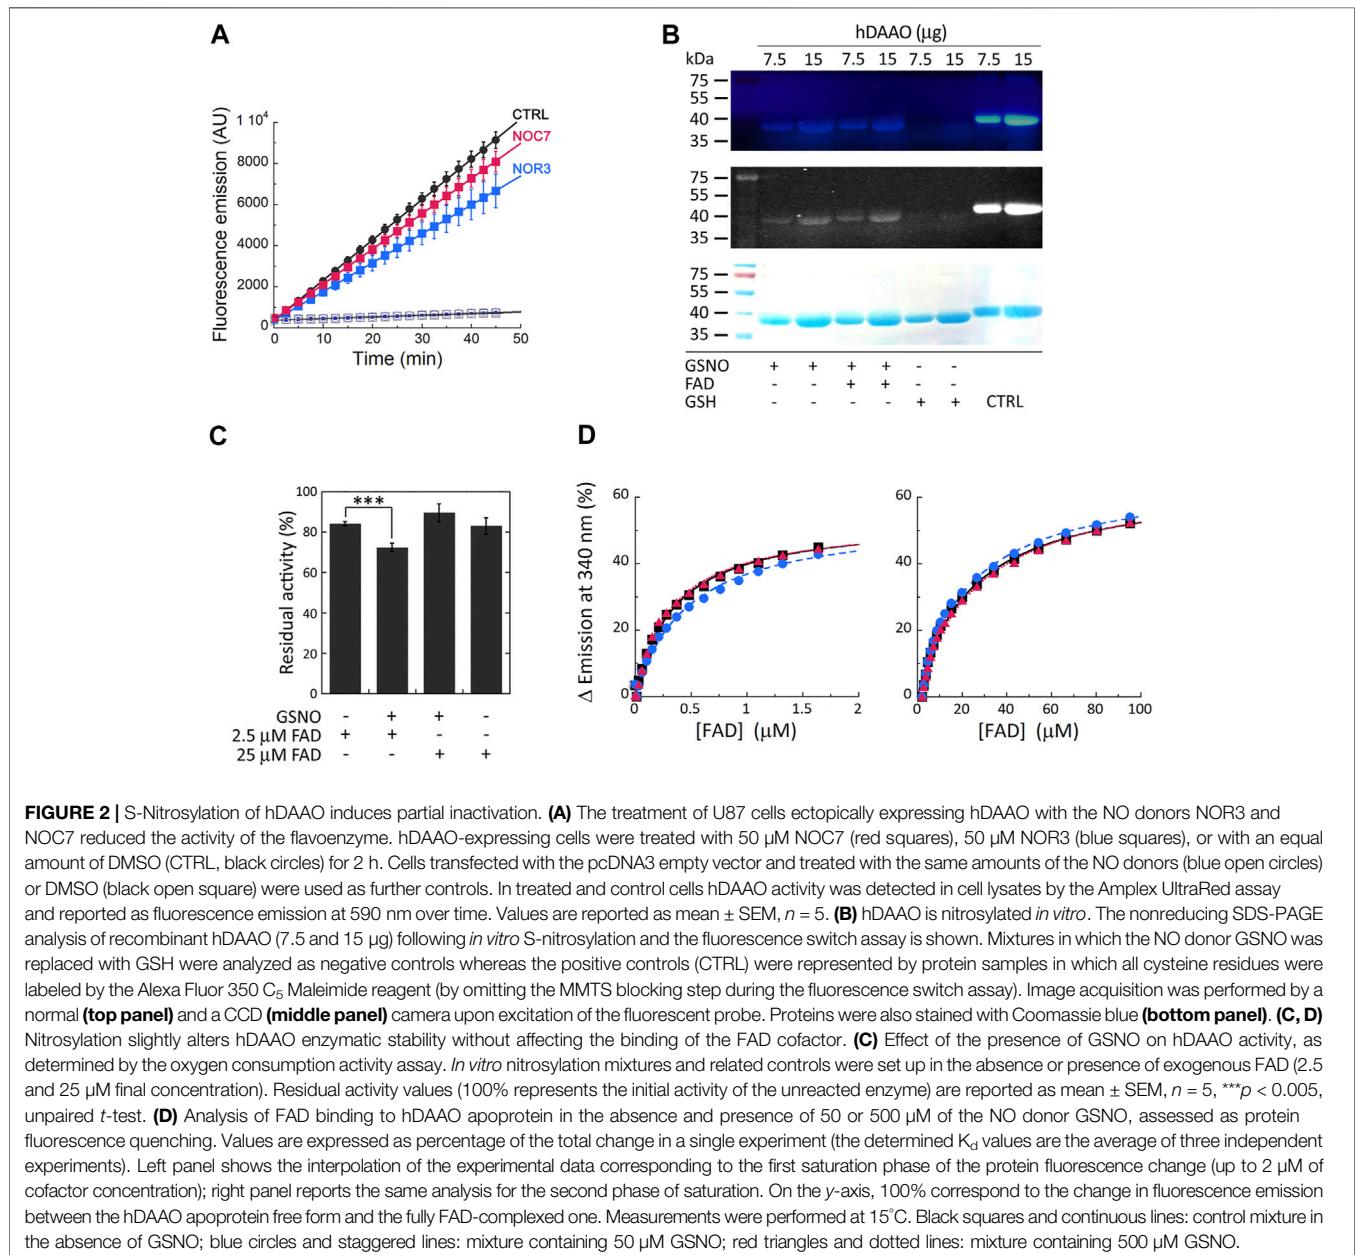 A
Fluorescence emission (AU)
1 10⁴
8000
6000
4000
2000
0
CTRL
NOC7
NOR3
0 10 20 30 40 50
Time (min)
B
hDAAO (µg)
kDa 7.5 15 7.5 15 7.5 15 7.5 15
75
55
40
35
75
55
40
35
75
55
40
35
GSNO + + + + - -
FAD - - + + - -
GSH - - - - + + CTRL
C
Residual activity (%)
100
80
60
40
20
0
***
GSNO - + + -
2.5 µM FAD + + - -
25 µM FAD - - + +
D
Δ Emission at 340 nm (%)
60
40
20
0
0 0.5 1 1.5 2
[FAD] (µM)
60
40
20
0
0 20 40 60 80 100
[FAD] (µM)
FIGURE 2 | S-Nitrosylation of hDAAO induces partial inactivation. (A) The treatment of U87 cells ectopically expressing hDAAO with the NO donors NOR3 and
NOC7 reduced the activity of the flavoenzyme. hDAAO-expressing cells were treated with 50 µM NOC7 (red squares), 50 µM NOR3 (blue squares), or with an equal
amount of DMSO (CTRL, black circles) for 2 h. Cells transfected with the pcDNA3 empty vector and treated with the same amounts of the NO donors (blue open circles)
or DMSO (black open square) were used as further controls. In treated and control cells hDAAO activity was detected in cell lysates by the Amplex UltraRed assay
and reported as fluorescence emission at 590 nm over time. Values are reported as mean ± SEM, n = 5. (B) hDAAO is nitrosylated in vitro. The nonreducing SDS-PAGE
analysis of recombinant hDAAO (7.5 and 15 µg) following in vitro S-nitrosylation and the fluorescence switch assay is shown. Mixtures in which the NO donor GSNO was
replaced with GSH were analyzed as negative controls whereas the positive controls (CTRL) were represented by protein samples in which all cysteine residues were
labeled by the Alexa Fluor 350 C₅ Maleimide reagent (by omitting the MMTS blocking step during the fluorescence switch assay). Image acquisition was performed by a
normal (top panel) and a CCD (middle panel) camera upon excitation of the fluorescent probe. Proteins were also stained with Coomassie blue (bottom panel). (C, D)
Nitrosylation slightly alters hDAAO enzymatic stability without affecting the binding of the FAD cofactor. (C) Effect of the presence of GSNO on hDAAO activity, as
determined by the oxygen consumption activity assay. In vitro nitrosylation mixtures and related controls were set up in the absence or presence of exogenous FAD (2.5
and 25 µM final concentration). Residual activity values (100% represents the initial activity of the unreacted enzyme) are reported as mean ± SEM, n = 5, ***p < 0.005,
unpaired t-test. (D) Analysis of FAD binding to hDAAO apoprotein in the absence and presence of 50 or 500 µM of the NO donor GSNO, assessed as protein
fluorescence quenching. Values are expressed as percentage of the total change in a single experiment (the determined Kd values are the average of three independent
experiments). Left panel shows the interpolation of the experimental data corresponding to the first saturation phase of the protein fluorescence change (up to 2 µM of
cofactor concentration); right panel reports the same analysis for the second phase of saturation. On the y-axis, 100% correspond to the change in fluorescence emission
between the hDAAO apoprotein free form and the fully FAD-complexed one. Measurements were performed at 15°C. Black squares and continuous lines: control mixture in
the absence of GSNO; blue circles and staggered lines: mixture containing 50 µM GSNO; red triangles and dotted lines: mixture containing 500 µM GSNO.